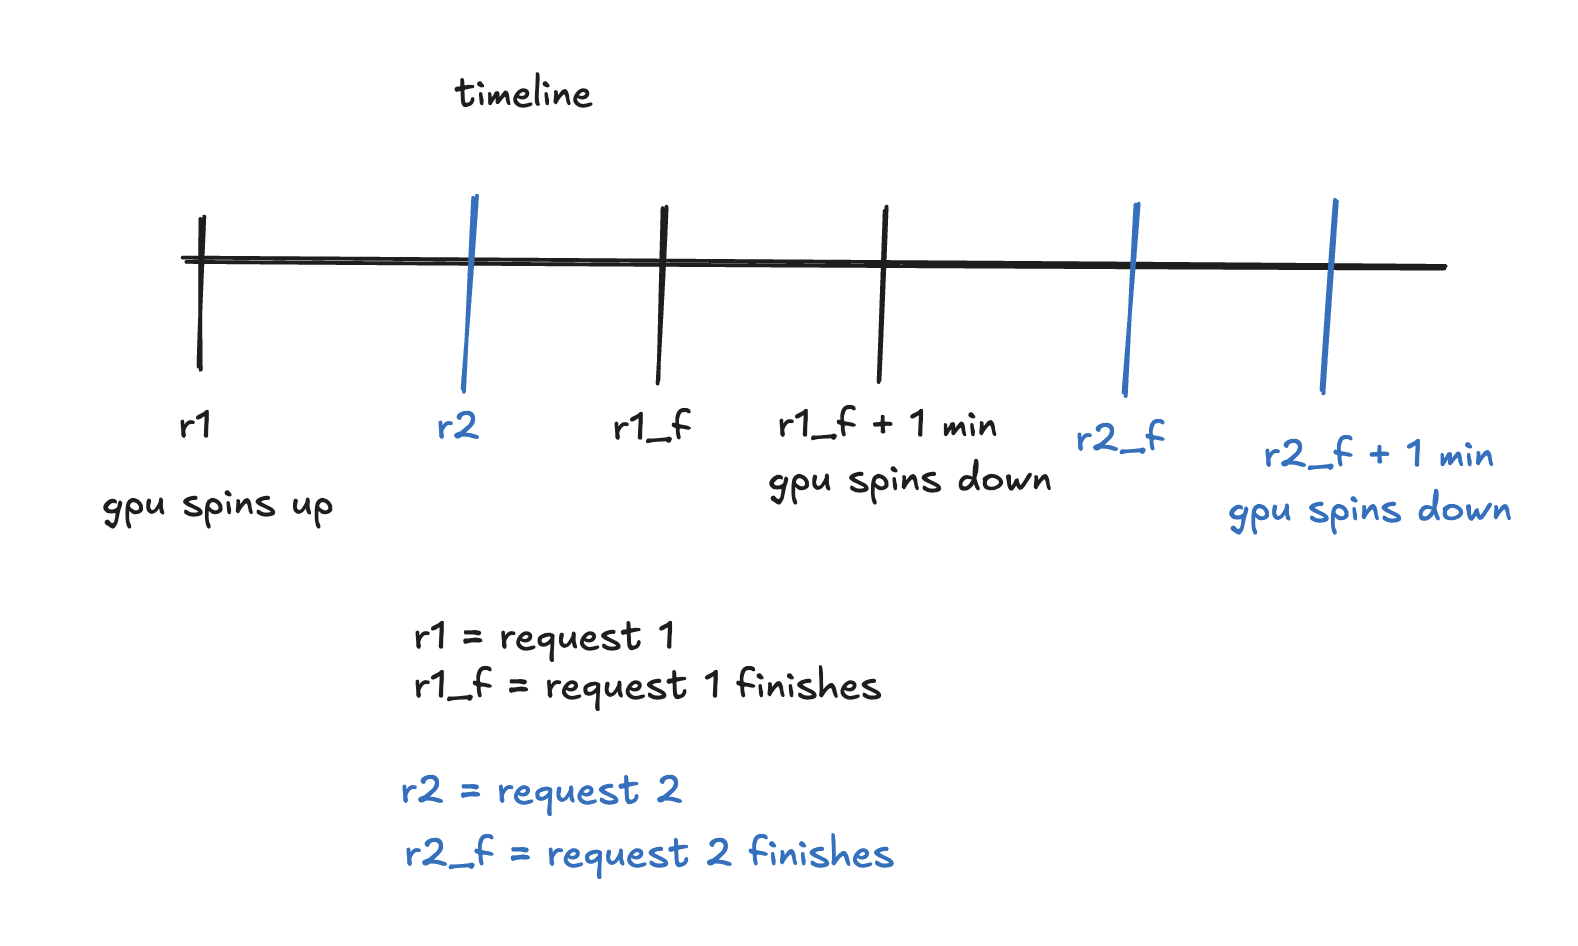 timeline
r1
r2
r1_f
r1_f + 1 min
r2_f
r2_f + 1 min
gpu spins up
gpu spins down
gpu spins down
r1 = request 1
r1_f = request 1 finishes
r2 = request 2
r2_f = request 2 finishes